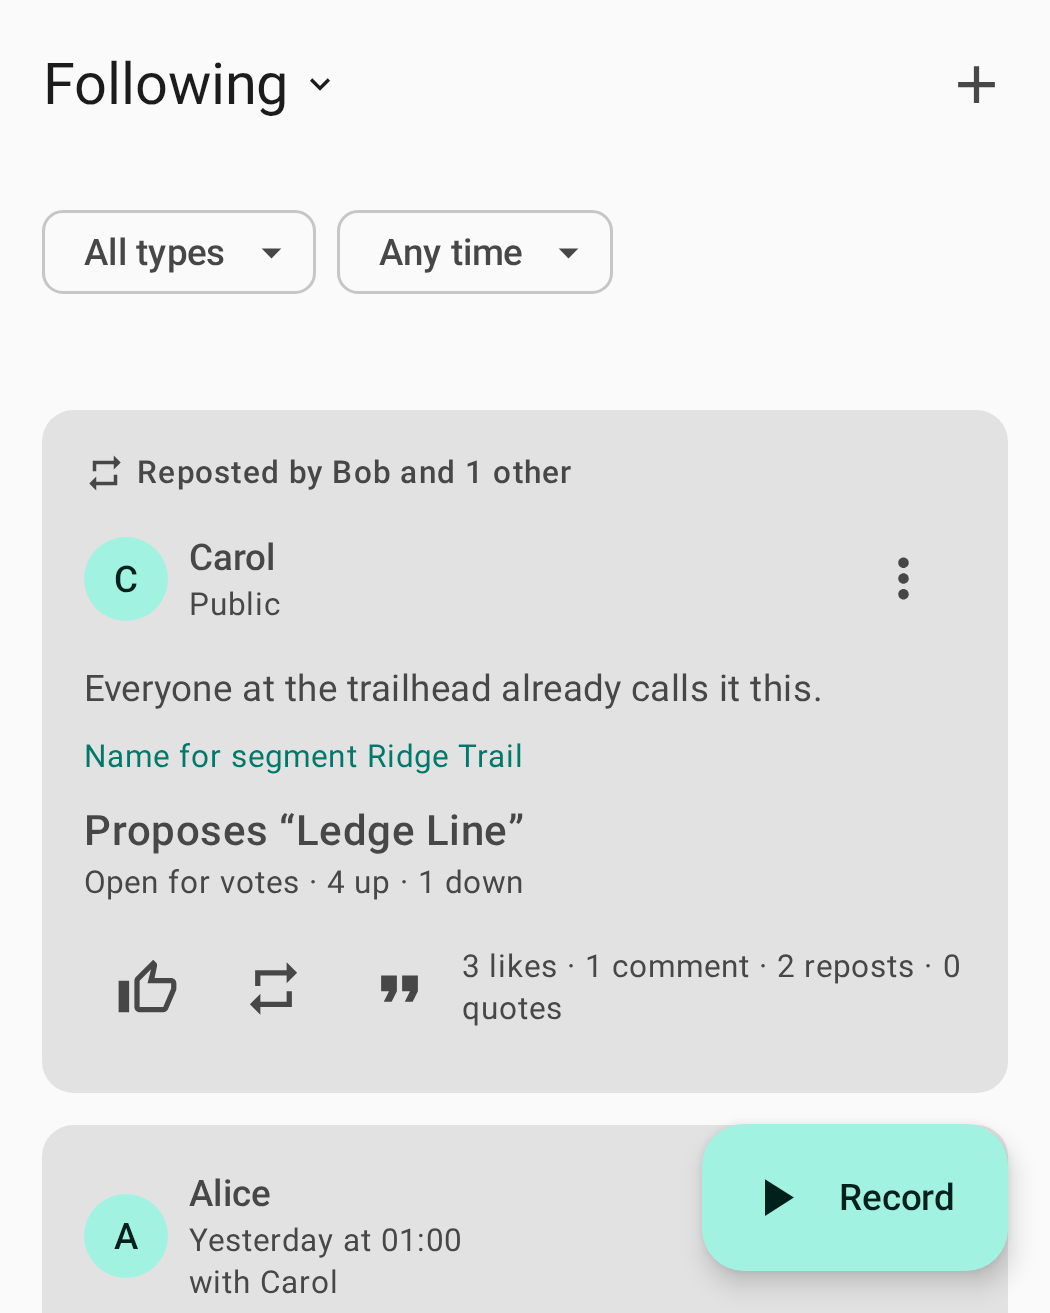 Following
All types
Any time
Reposted by Bob and 1 other
C
Carol
Public
Everyone at the trailhead already calls it this.
Name for segment Ridge Trail
Proposes “Ledge Line”
Open for votes · 4 up · 1 down
3 likes · 1 comment · 2 reposts · 0
quotes
A
Alice
Yesterday at 01:00
with Carol
Record